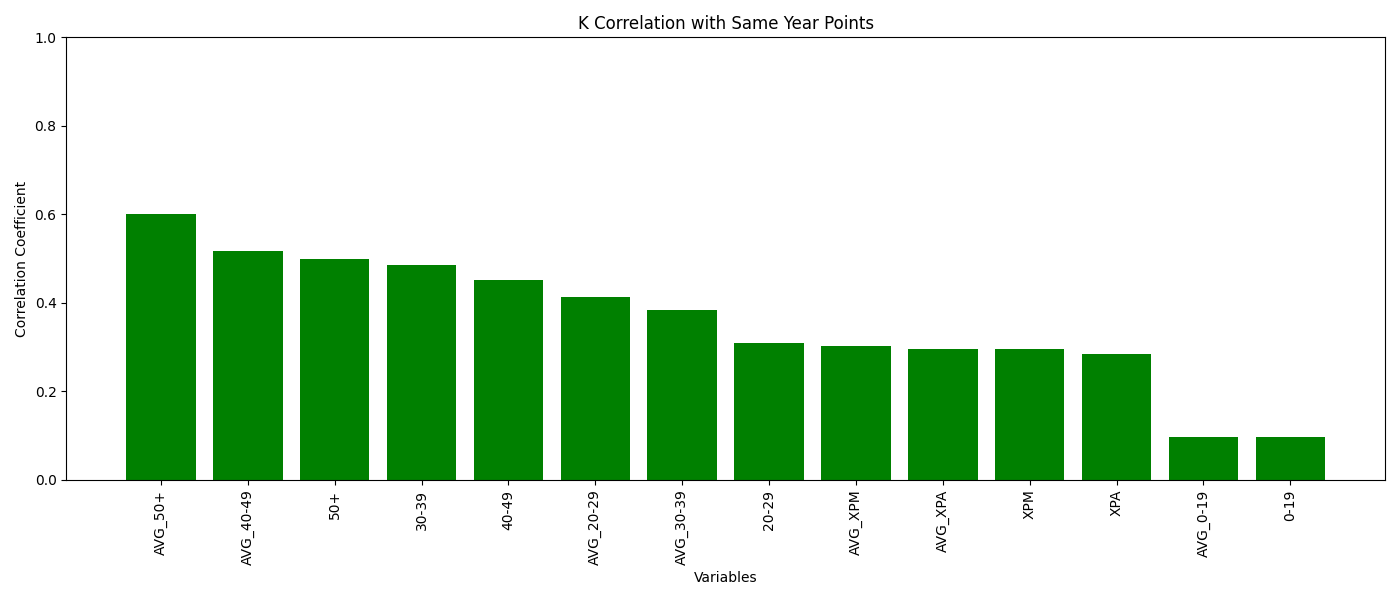 K Correlation with Same Year Points
1.0
0.8
0.6
0.4
0.2
0.0
Correlation Coefficient
AVG_50+
AVG_40-49
50+
30-39
40-49
AVG_20-29
AVG_30-39
20-29
AVG_XPM
AVG_XPA
XPM
XPA
AVG_0-19
0-19
Variables